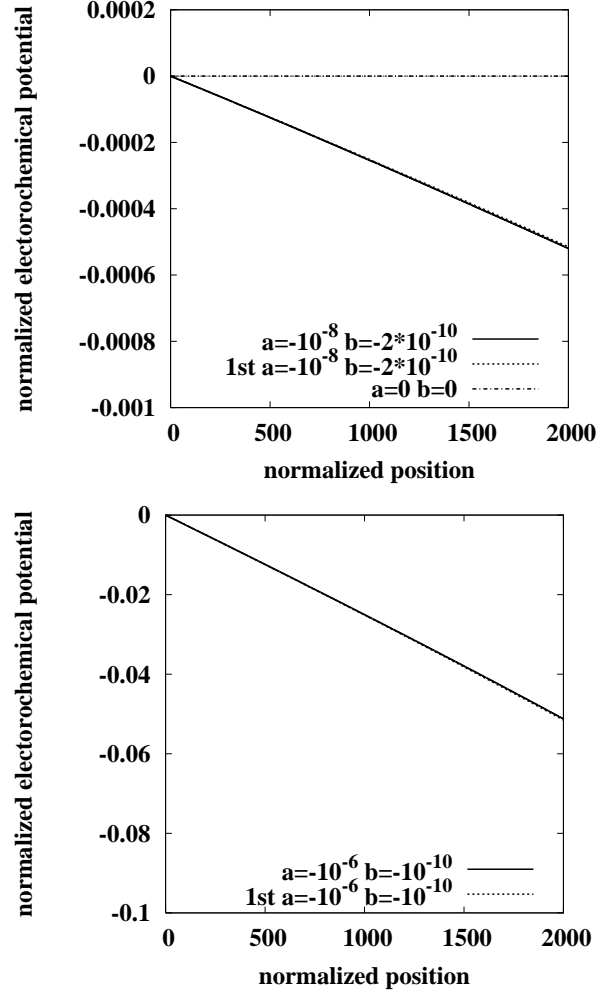 normalized electorochemical potential
0.0002
0
-0.0002
-0.0004
-0.0006
-0.0008
-0.001
a=-10^-8 b=-2*10^-10
1st a=-10^-8 b=-2*10^-10
a=0 b=0
0 500 1000 1500 2000
normalized position
normalized electorochemical potential
0
-0.02
-0.04
-0.06
-0.08
-0.1
a=-10^-6 b=-10^-10
1st a=-10^-6 b=-10^-10
0 500 1000 1500 2000
normalized position